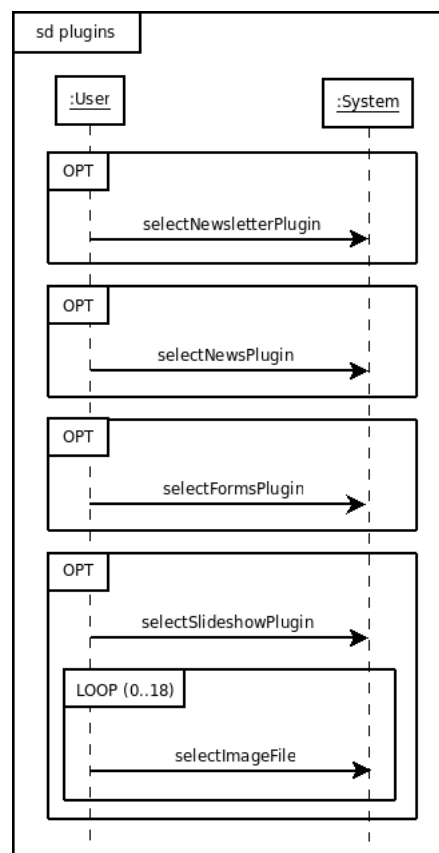 sd plugins
:User
:System
OPT
selectNewsletterPlugin
OPT
selectNewsPlugin
OPT
selectFormsPlugin
OPT
selectSlideshowPlugin
LOOP (0..18)
selectImageFile